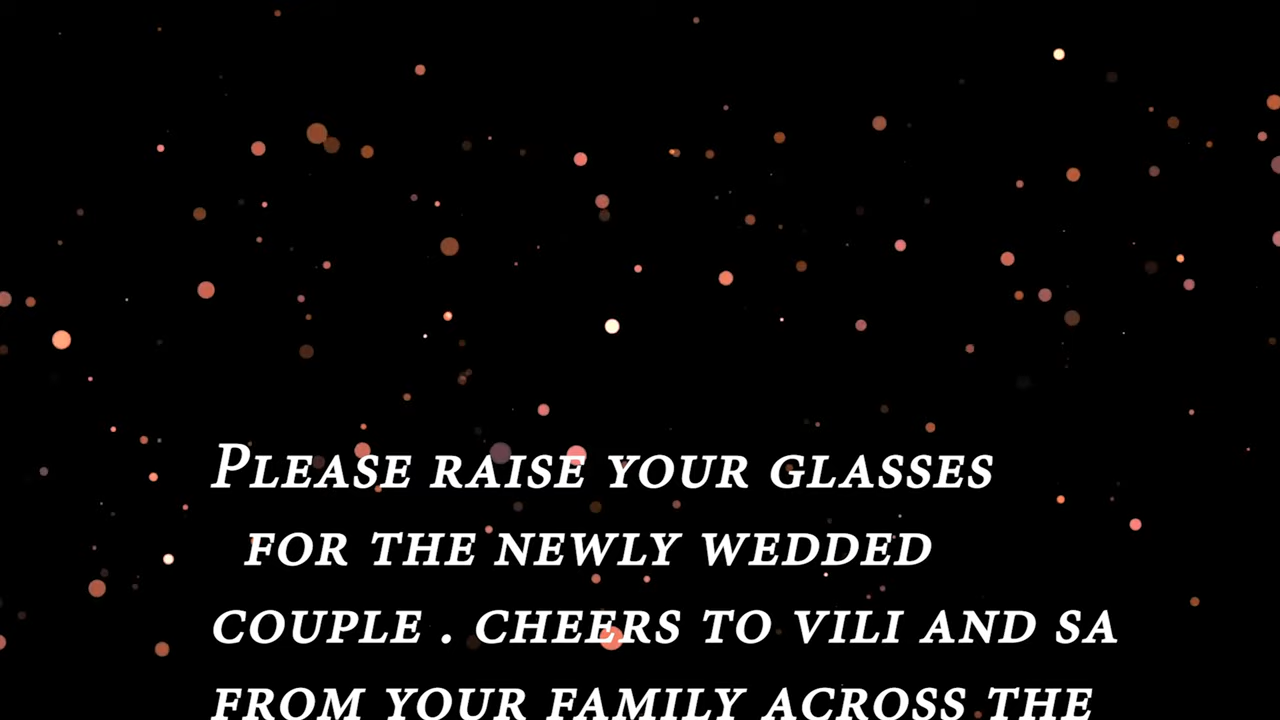 Please raise your glasses
for the newly wedded
couple . cheers to vili and sa
from your family across the